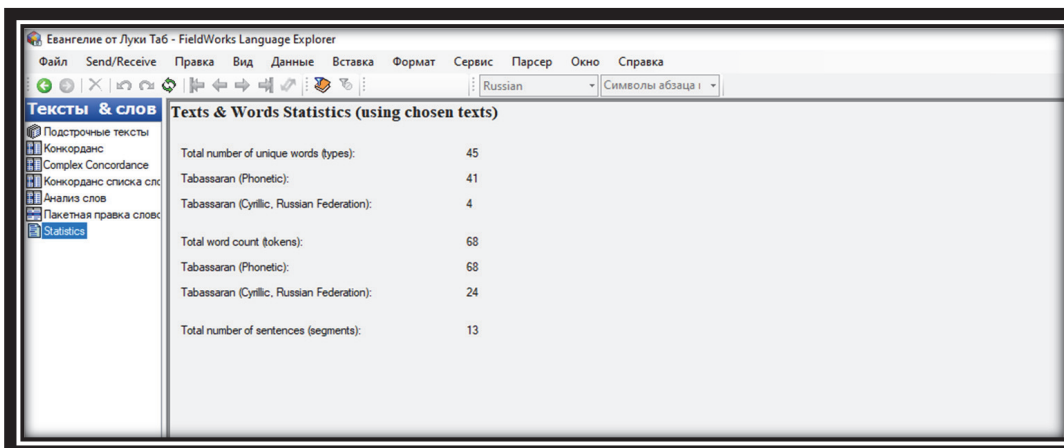 Евангелие от Луки Таб - FieldWorks Language Explorer
Файл Send/Receive Правка Вид Данные Вставка Формат Сервис Парсер Окно Справка
Russian Символы абзаца
Тексты & слов
Texts & Words Statistics (using chosen texts)
Подстрочные тексты
Конкорданс
Complex Concordance
Конкорданс списка сло
Анализ слов
Пакетная правка слово
Statistics
Total number of unique words (types): 45
Tabassaran (Phonetic): 41
Tabassaran (Cyrillic, Russian Federation): 4
Total word count (tokens): 68
Tabassaran (Phonetic): 68
Tabassaran (Cyrillic, Russian Federation): 24
Total number of sentences (segments): 13